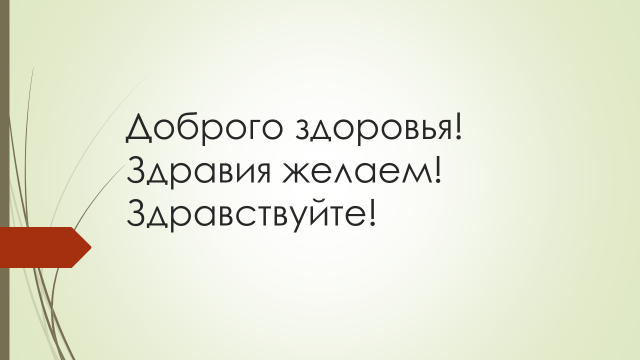 Доброго здоровья!
Здравия желаем!
Здравствуйте!